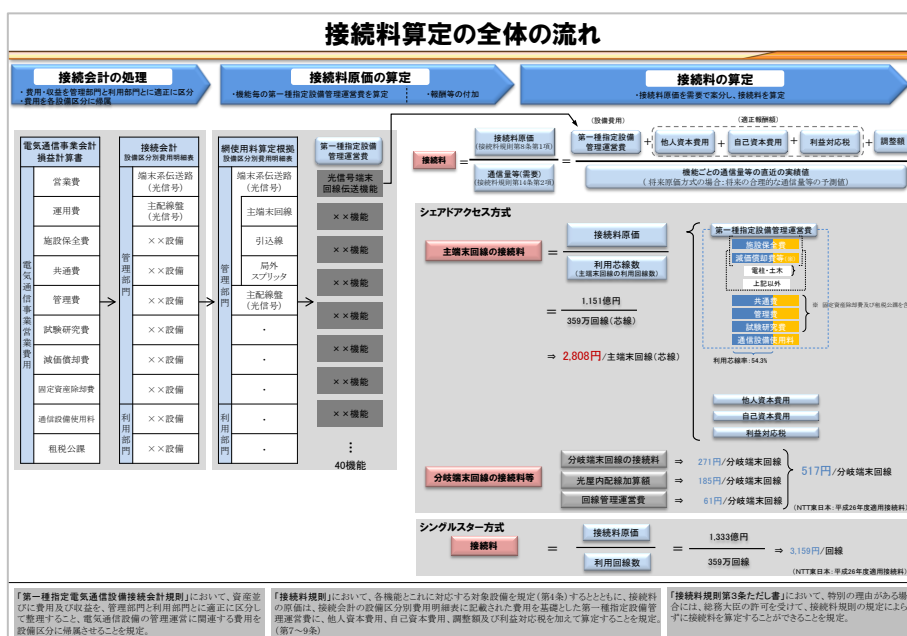 接続料算定の全体の流れ
接続会計の処理
・費用・収益を管理部門と利用部門とに適正に区分
・費用を各設備区分に帰属
接続料原価の算定
・機能毎の第一種指定設備管理運営費を算定
・報酬等の付加
接続料の算定
・接続料原価を需要で案分し、接続料を算定
電気通信事業会計
損益計算書
電気通信事業営業費用
営業費
運用費
施設保全費
共通費
管理費
試験研究費
減価償却費
固定資産除却費
通信設備使用料
租税公課
接続会計
設備区分別費用明細表
管理部門
利用部門
端末系伝送路
(光信号)
主配線盤
(光信号)
××設備
××設備
××設備
××設備
××設備
××設備
××設備
××設備
網使用料算定根拠
設備区分別費用明細表
管理部門
利用部門
端末系伝送路
(光信号)
主端末回線
引込線
局外
スプリッタ
主配線盤
(光信号)
・
・
・
・
・
第一種指定設備
管理運営費
光信号端末
回線伝送機能
××機能
××機能
××機能
××機能
××機能
××機能
××機能
⋮
40機能
(設備費用)
(適正報酬額)
接続料
=
接続料原価
(接続料規則第8条第1項)
通信量等(需要)
(接続料規則第14条第2項)
=
第一種指定設備
管理運営費
+
他人資本費用
+
自己資本費用
+
利益対応税
+
調整額
機能ごとの通信量等の直近の実績値
(将来原価方式の場合:将来の合理的な通信量等の予測値)
シェアドアクセス方式
主端末回線の接続料
=
接続料原価
利用芯線数
(主端末回線の利用回線数)
=
1,151億円
359万回線(芯線)
⇒ 2,808円/主端末回線(芯線)
第一種指定設備管理運営費
施設保全費
減価償却費等(※)
電柱・土木
上記以外
共通費
管理費
試験研究費
通信設備使用料
※ 固定資産除却費及び租税公課を含
利用芯線率:54.3%
他人資本費用
自己資本費用
利益対応税
分岐端末回線の接続料等
=
分岐端末回線の接続料 ⇒ 271円/分岐端末回線
光屋内配線加算額 ⇒ 185円/分岐端末回線
回線管理運営費 ⇒ 61円/分岐端末回線
517円/分岐端末回線
(NTT東日本:平成26年度適用接続料)
シングルスター方式
接続料
=
接続料原価
利用回線数
=
1,333億円
359万回線
⇒ 3,159円/回線
(NTT東日本:平成26年度適用接続料)
「第一種指定電気通信設備接続会計規則」において、資産並
びに費用及び収益を、管理部門と利用部門とに適正に区分し
て整理すること、電気通信設備の管理運営に関連する費用を
設備区分に帰属させることを規定。
「接続料規則」において、各機能とこれに対応する対象設備を規定(第4条)するとともに、接続料
の原価は、接続会計の設備区分別費用明細表に記載された費用を基礎とした第一種指定設備管
理運営費に、他人資本費用、自己資本費用、調整額及び利益対応税を加えて算定することを規定。
(第7~9条)
「接続料規則第3条ただし書」において、特別の理由がある場
合には、総務大臣の許可を受けて、接続料規則の規定によら
ずに接続料を算定することができることを規定。